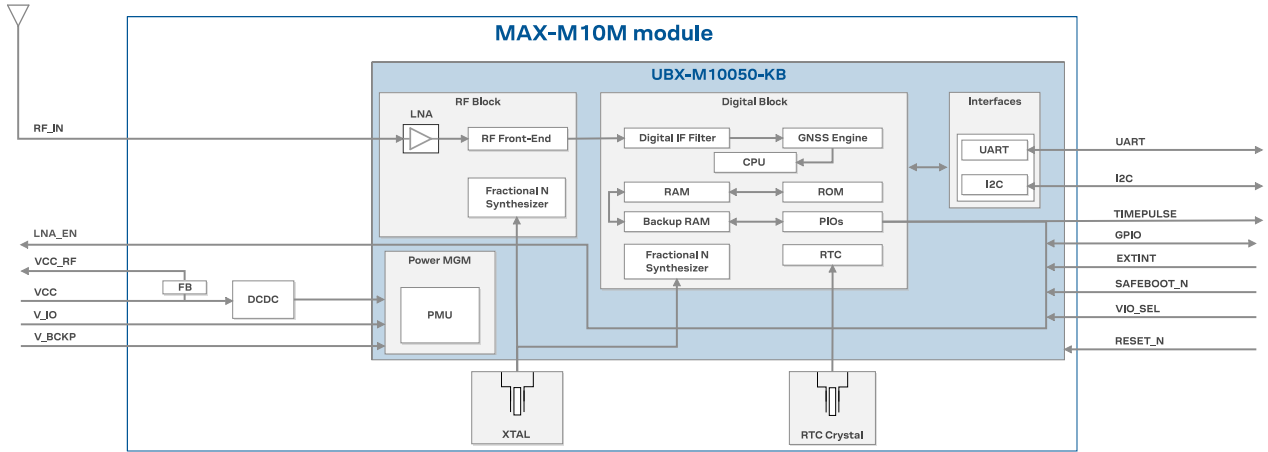 MAX-M10M module
UBX-M10050-KB
RF Block
Digital Block
Interfaces
LNA
RF_IN
RF Front-End
Digital IF Filter
GNSS Engine
CPU
UART
UART
I2C
I2C
Fractional N
Synthesizer
RAM
ROM
Backup RAM
PIOs
TIMEPULSE
LNA_EN
GPIO
Fractional N
Synthesizer
RTC
EXTINT
VCC_RF
Power MGM
FB
SAFEBOOT_N
VCC
DCDC
PMU
V_IO
VIO_SEL
V_BCKP
RESET_N
XTAL
RTC Crystal